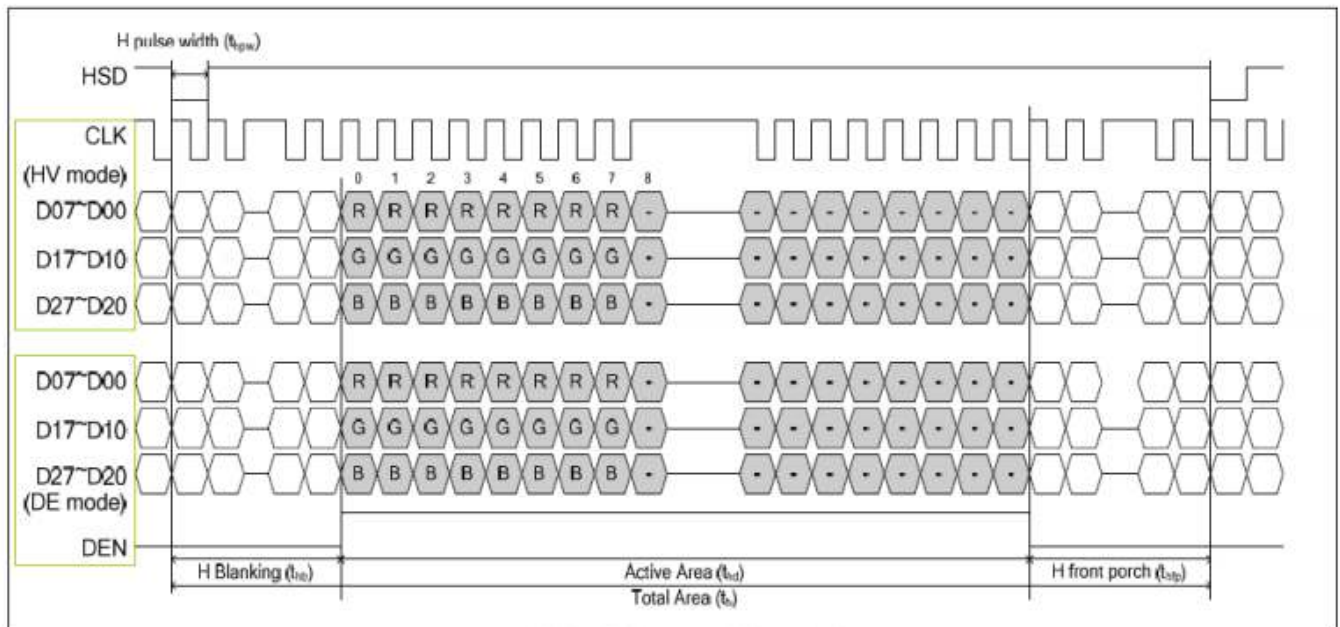 H pulse width (thpw)
HSD
CLK
(HV mode)
0 1 2 3 4 5 6 7 8
D07~D00 R R R R R R R R - - - - - - - - -
D17~D10 G G G G G G G G - - - - - - - - -
D27~D20 B B B B B B B B - - - - - - - - -
D07~D00 R R R R R R R R - - - - - - - - -
D17~D10 G G G G G G G G - - - - - - - - -
D27~D20 B B B B B B B B - - - - - - - - -
(DE mode)
DEN
H Blanking (thb) Active Area (thd) H front porch (thfp)
Total Area (th)